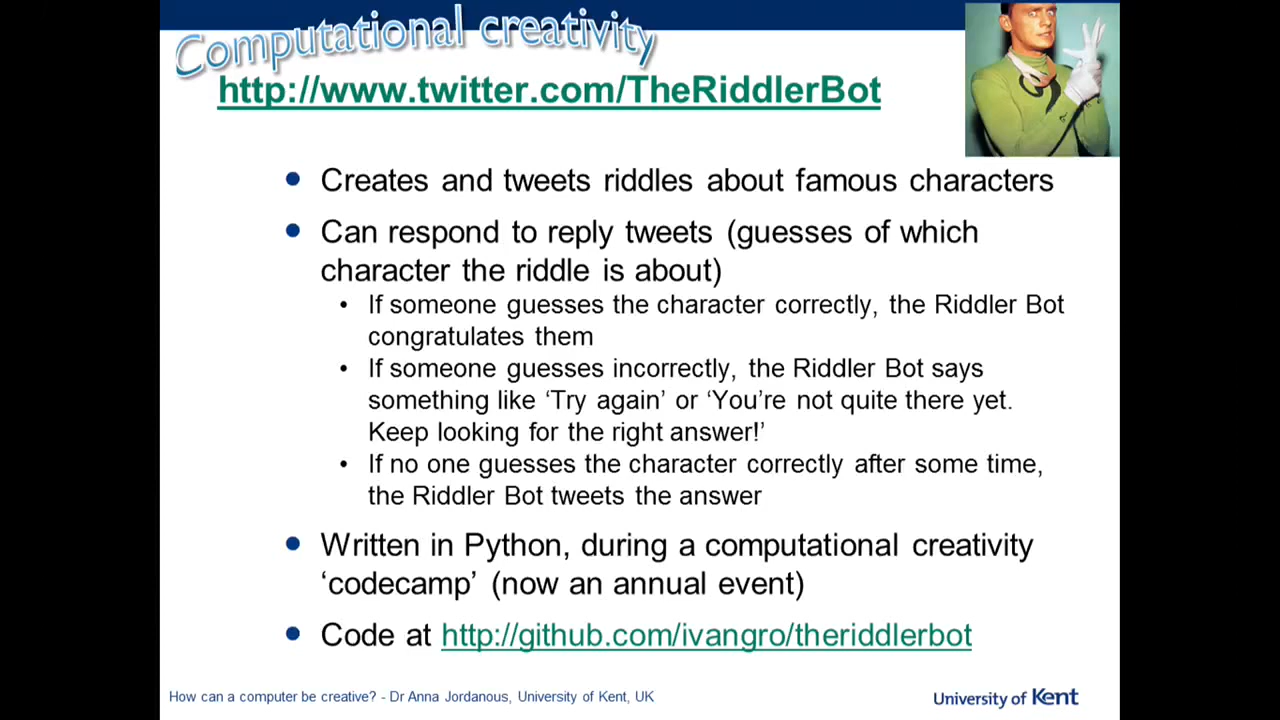 Computational creativity
http://www.twitter.com/TheRiddlerBot
• Creates and tweets riddles about famous characters
• Can respond to reply tweets (guesses of which
character the riddle is about)
• If someone guesses the character correctly, the Riddler Bot
congratulates them
• If someone guesses incorrectly, the Riddler Bot says
something like ‘Try again’ or ‘You’re not quite there yet.
Keep looking for the right answer!’
• If no one guesses the character correctly after some time,
the Riddler Bot tweets the answer
• Written in Python, during a computational creativity
‘codecamp’ (now an annual event)
• Code at http://github.com/ivangro/theriddlerbot
How can a computer be creative? - Dr Anna Jordanous, University of Kent, UK
University of Kent